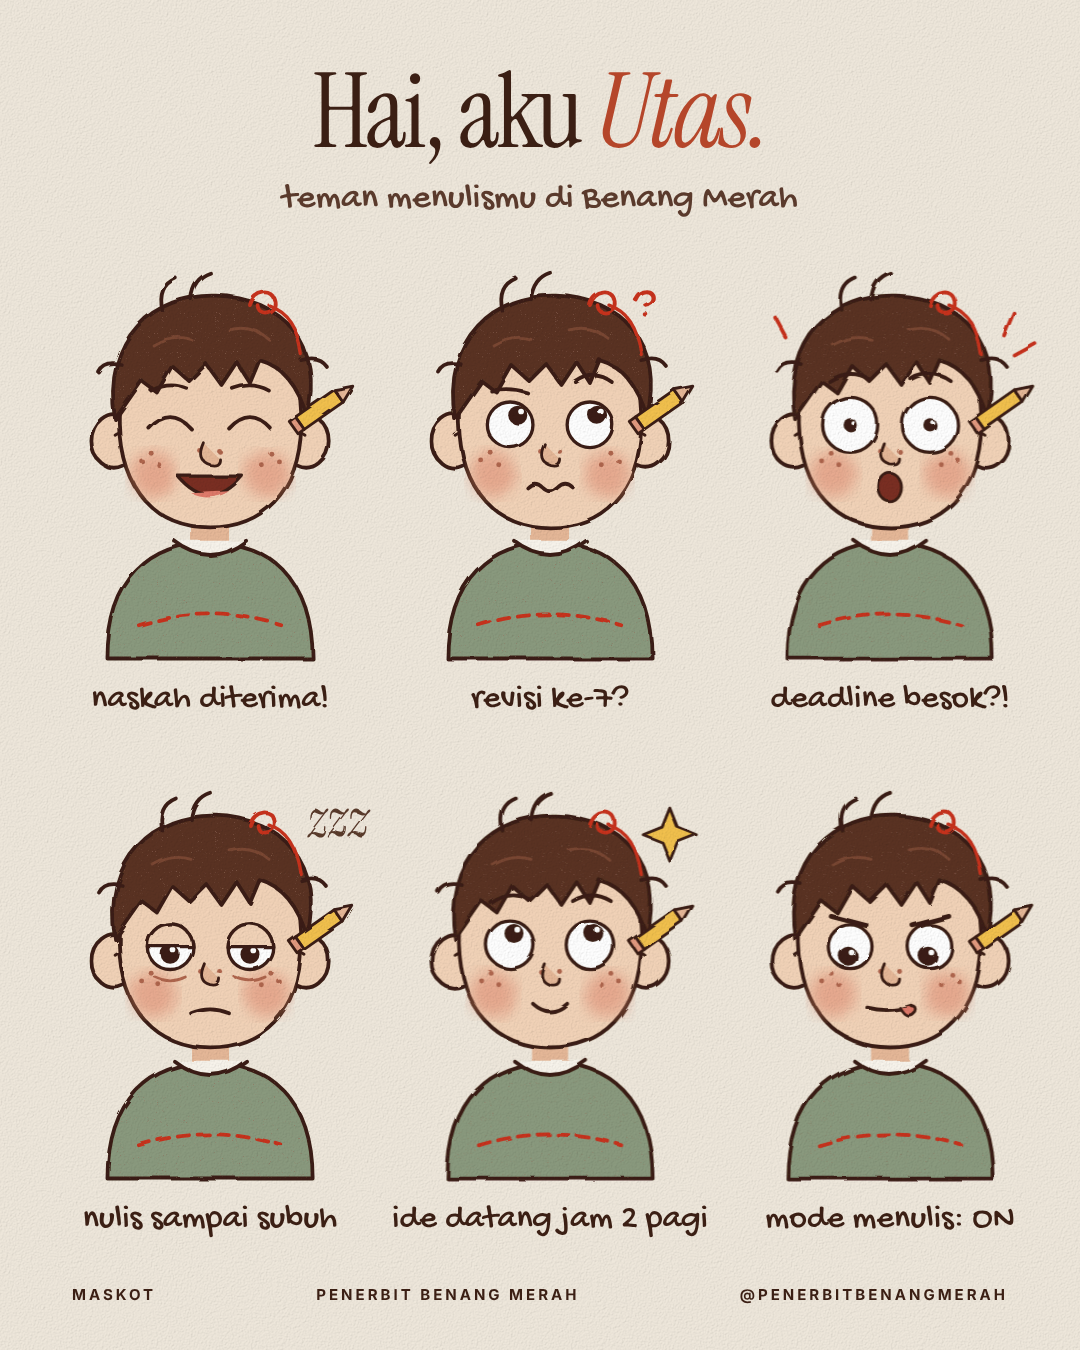 Hai, aku Utas.
teman menulismu di Benang Merah
?
naskah diterima!
revisi ke-7?
deadline besok?!
zzz
nulis sampai subuh
ide datang jam 2 pagi
mode menulis: ON
MASKOT
PENERBIT BENANG MERAH
@PENERBITBENANGMERAH